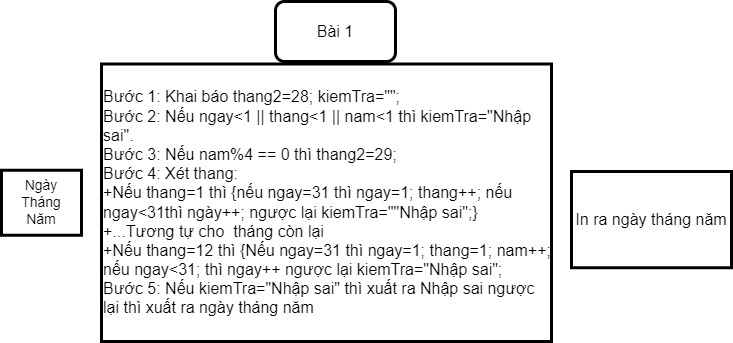 Bài 1
Bước 1: Khai báo thang2=28; kiemTra="";
Bước 2: Nếu ngay<1 || thang<1 || nam<1 thì kiemTra="Nhập
sai".
Bước 3: Nếu nam%4 == 0 thì thang2=29;
Bước 4: Xét thang:
+Nếu thang=1 thì {nếu ngay=31 thì ngay=1; thang++; nếu
ngay<31thì ngày++; ngược lại kiemTra=""Nhập sai";}
+...Tương tự cho  tháng còn lại
+Nếu thang=12 thì {Nếu ngay=31 thì ngay=1; thang=1; nam++;
nếu ngay<31; thì ngay++ ngược lại kiemTra="Nhập sai";
Bước 5: Nếu kiemTra="Nhập sai" thì xuất ra Nhập sai ngược
lại thì xuất ra ngày tháng năm
Ngày
Tháng
Năm
In ra ngày tháng năm